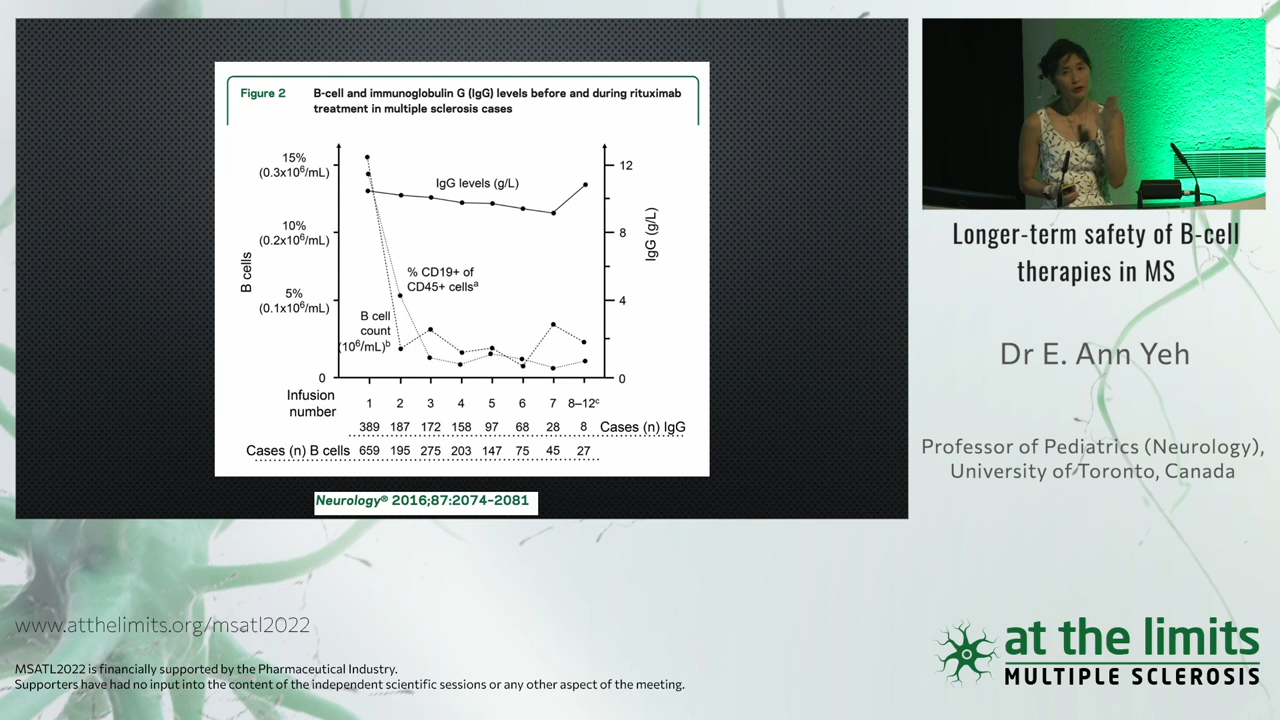 Figure 2
B-cell and immunoglobulin G (IgG) levels before and during rituximab
treatment in multiple sclerosis cases
15%
(0.3x10⁶/mL)
10%
(0.2x10⁶/mL)
5%
(0.1x10⁶/mL)
0
B cells
IgG levels (g/L)
% CD19+ of
CD45+ cellsᵃ
B cell
count
(10⁶/mL)ᵇ
12
8
4
0
IgG (g/L)
Infusion
number
1 2 3 4 5 6 7 8–12ᶜ
389 187 172 158 97 68 28 8 Cases (n) IgG
Cases (n) B cells 659 195 275 203 147 75 45 27
Neurology® 2016;87:2074–2081
Longer-term safety of B-cell
therapies in MS
Dr E. Ann Yeh
Professor of Pediatrics (Neurology),
University of Toronto, Canada
www.atthelimits.org/msatl2022
MSATL2022 is financially supported by the Pharmaceutical Industry.
Supporters have had no input into the content of the independent scientific sessions or any other aspect of the meeting.
at the limits
MULTIPLE SCLEROSIS